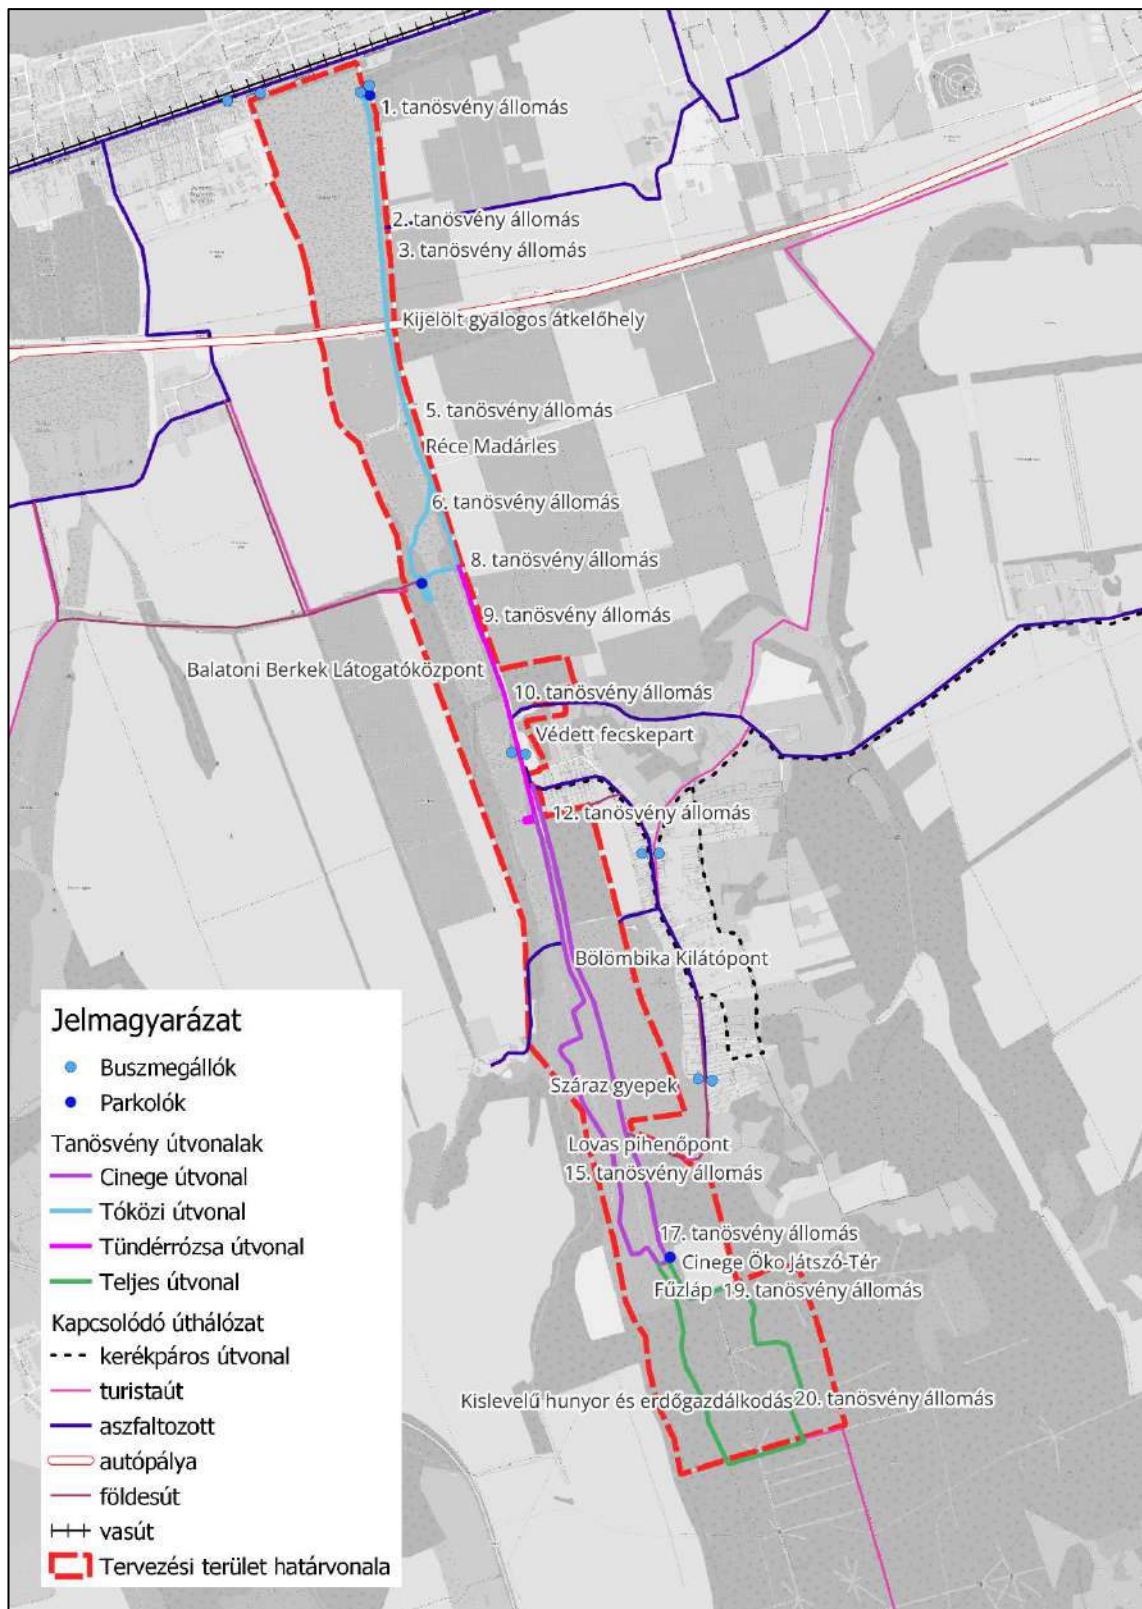 1. tanösvény állomás
2. tanösvény állomás
3. tanösvény állomás
Kijelölt gyalogos átkelőhely
5. tanösvény állomás
Réce Madárles
6. tanösvény állomás
8. tanösvény állomás
9. tanösvény állomás
Balatoni Berkek Látogatóközpont
10. tanösvény állomás
Védett fecskepart
12. tanösvény állomás
Bölömbika Kilátópont
Száraz gyepek
Lovas pihenőpont
15. tanösvény állomás
17. tanösvény állomás
Cinege Öko Játszó-Tér
Fűzláp 19. tanösvény állomás
Kislevelű hunyor és erdőgazdálkodás 20. tanösvény állomás
Jelmagyarázat
Buszmegállók
Parkolók
Tanösvény útvonalak
Cinege útvonal
Tóközi útvonal
Tündérrózsa útvonal
Teljes útvonal
Kapcsolódó úthálózat
kerékpáros útvonal
turistaút
aszfaltozott
autópálya
földesút
vasút
Tervezési terület határvonala